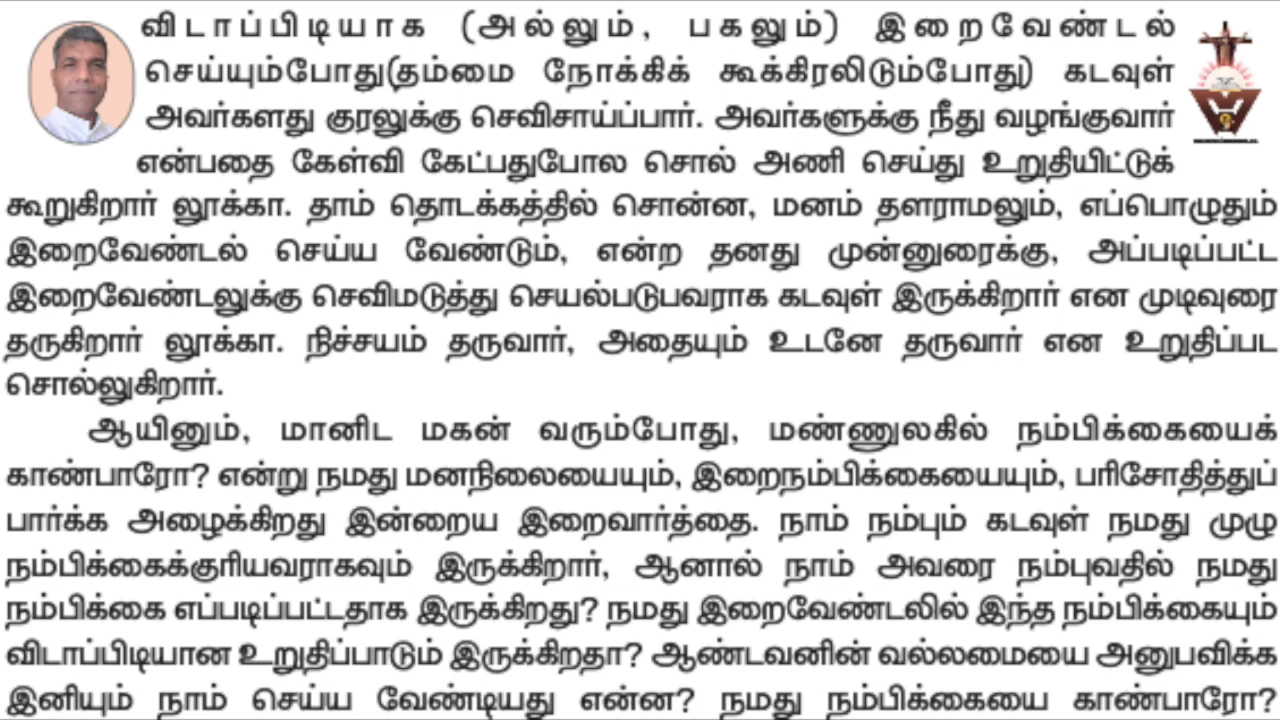 விடாப்பிடியாக (அல்லும், பகலும்) இறைவேண்டல்
செய்யும்போது(தம்மை நோக்கிக் கூக்கிரலிடும்போது) கடவுள்
அவர்களது குரலுக்கு செவிசாய்ப்பார். அவர்களுக்கு நீது வழங்குவார்
என்பதை கேள்வி கேட்பதுபோல சொல் அணி செய்து உறுதியிட்டுக்
கூறுகிறார் லூக்கா. தாம் தொடக்கத்தில் சொன்ன, மனம் தளராமலும், எப்பொழுதும்
இறைவேண்டல் செய்ய வேண்டும், என்ற தனது முன்னுரைக்கு, அப்படிப்பட்ட
இறைவேண்டலுக்கு செவிமடுத்து செயல்படுபவராக கடவுள் இருக்கிறார் என முடிவுரை
தருகிறார் லூக்கா. நிச்சயம் தருவார், அதையும் உடனே தருவார் என உறுதிப்பட
சொல்லுகிறார்.
ஆயினும், மானிட மகன் வரும்போது, மண்ணுலகில் நம்பிக்கையைக்
காண்பாரோ? என்று நமது மனநிலையையும், இறைநம்பிக்கையையும், பரிசோதித்துப்
பார்க்க அழைக்கிறது இன்றைய இறைவார்த்தை. நாம் நம்பும் கடவுள் நமது முழு
நம்பிக்கைக்குரியவராகவும் இருக்கிறார், ஆனால் நாம் அவரை நம்புவதில் நமது
நம்பிக்கை எப்படிப்பட்டதாக இருக்கிறது? நமது இறைவேண்டலில் இந்த நம்பிக்கையும்
விடாப்பிடியான உறுதிப்பாடும் இருக்கிறதா? ஆண்டவனின் வல்லமையை அனுபவிக்க
இனியும் நாம் செய்ய வேண்டியது என்ன? நமது நம்பிக்கையை காண்பாரோ?